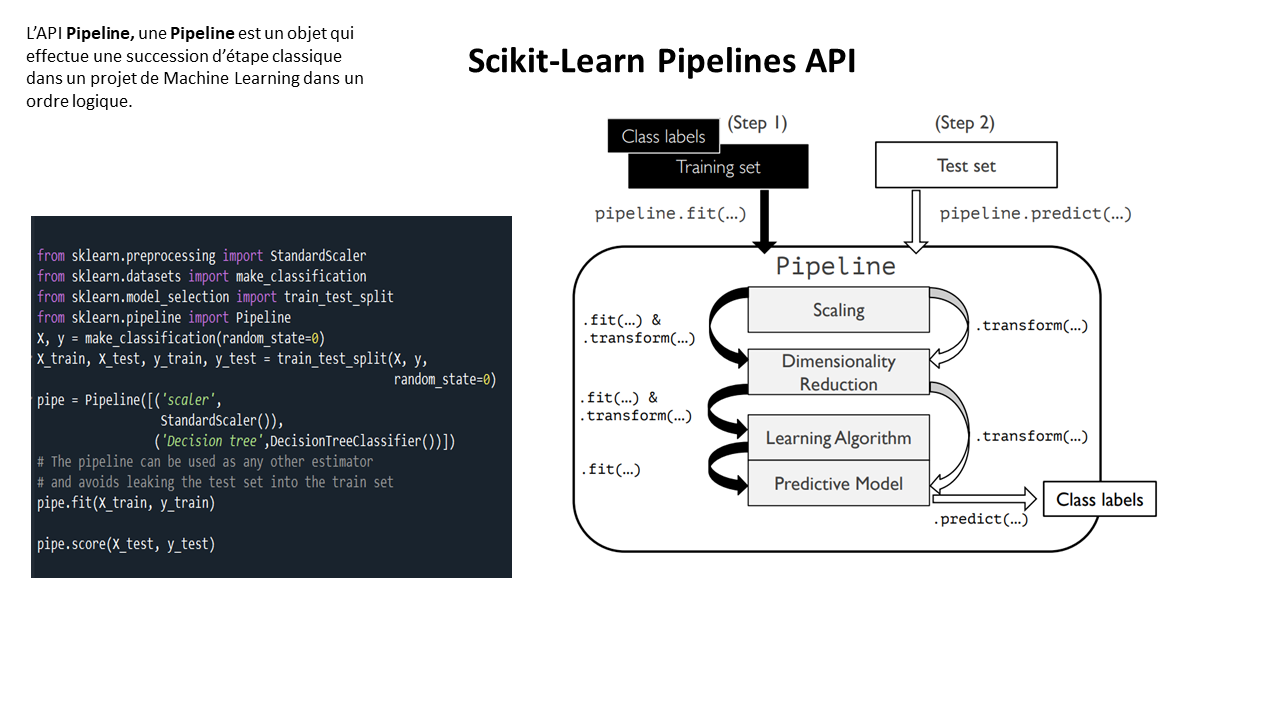 L’API Pipeline, une Pipeline est un objet qui
effectue une succession d’étape classique
dans un projet de Machine Learning dans un
ordre logique.
Scikit-Learn Pipelines API
from sklearn.preprocessing import StandardScaler
from sklearn.datasets import make_classification
from sklearn.model_selection import train_test_split
from sklearn.pipeline import Pipeline
X, y = make_classification(random_state=0)
X_train, X_test, y_train, y_test = train_test_split(X, y,
random_state=0)
pipe = Pipeline([('scaler',
StandardScaler()),
('Decision tree',DecisionTreeClassifier())])
# The pipeline can be used as any other estimator
# and avoids leaking the test set into the train set
pipe.fit(X_train, y_train)
pipe.score(X_test, y_test)
(Step 1)
(Step 2)
Class labels
Training set
Test set
pipeline.fit(…)
pipeline.predict(…)
Pipeline
Scaling
.fit(…) &
.transform(…)
.transform(…)
Dimensionality
Reduction
.fit(…) &
.transform(…)
Learning Algorithm
.transform(…)
.fit(…)
Predictive Model
Class labels
.predict(…)